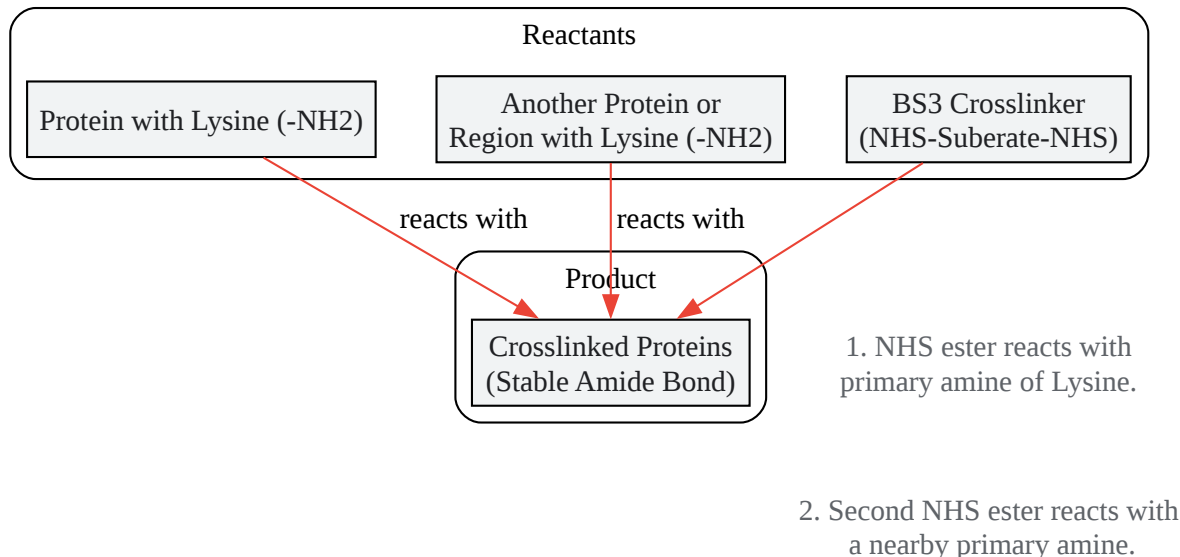 Reactants
Protein with Lysine (-NH2)
Another Protein or
Region with Lysine (-NH2)
BS3 Crosslinker
(NHS-Suberate-NHS)
reacts with
reacts with
Product
Crosslinked Proteins
(Stable Amide Bond)
1. NHS ester reacts with
primary amine of Lysine.
2. Second NHS ester reacts with
a nearby primary amine.